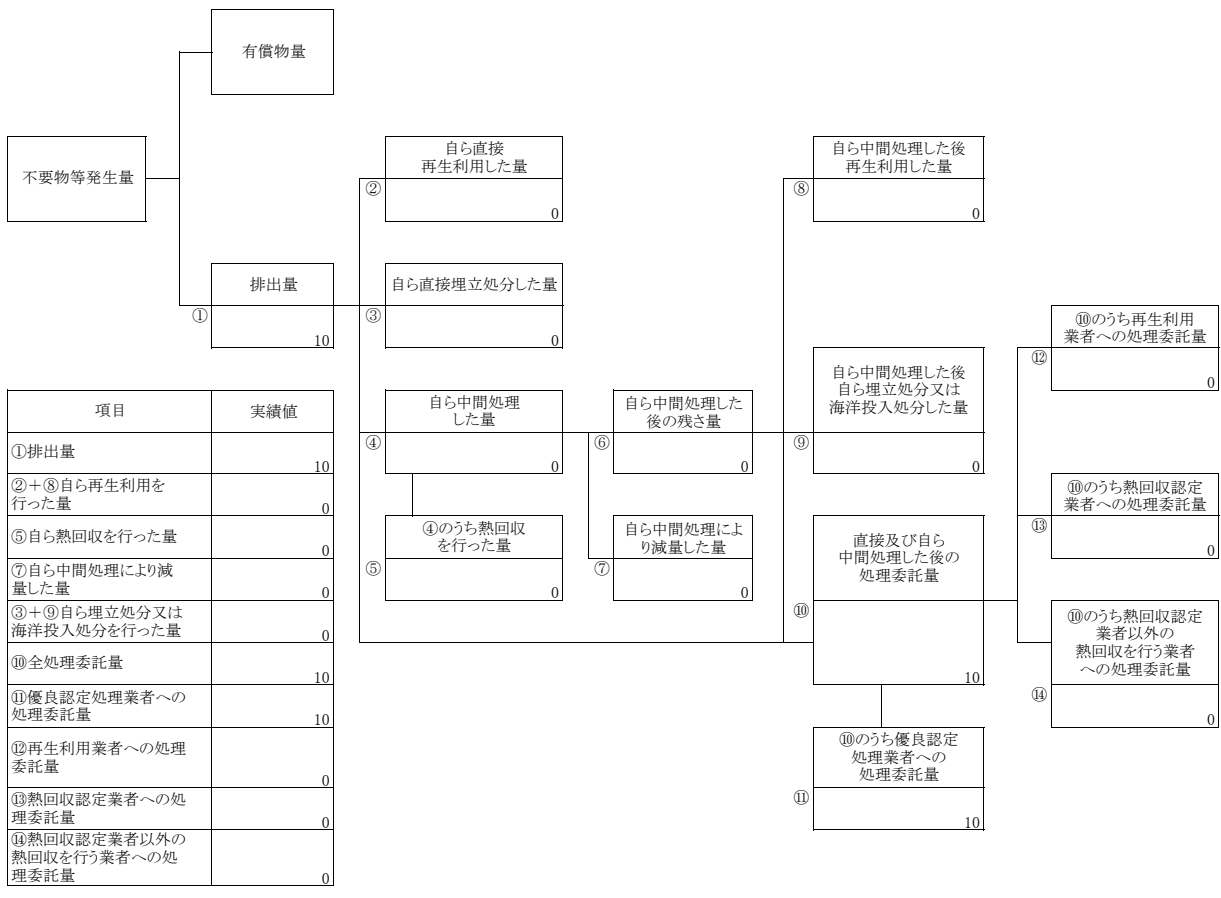 有償物量
不要物等発生量
排出量
①
10
自ら直接
再生利用した量
②
0
自ら直接埋立処分した量
③
0
自ら中間処理
した量
④
0
④のうち熱回収
を行った量
⑤
0
自ら中間処理した
後の残さ量
⑥
0
自ら中間処理によ
り減量した量
⑦
0
自ら中間処理した後
再生利用した量
⑧
0
自ら中間処理した後
自ら埋立処分又は
海洋投入処分した量
⑨
0
直接及び自ら
中間処理した後の
処理委託量
⑩
10
⑩のうち優良認定
処理業者への
処理委託量
⑪
10
⑩のうち再生利用
業者への処理委託量
⑫
0
⑩のうち熱回収認定
業者への処理委託量
⑬
0
⑩のうち熱回収認定
業者以外の
熱回収を行う業者
への処理委託量
⑭
0
項目 実績値
①排出量
10
②＋⑧自ら再生利用を
行った量
0
⑤自ら熱回収を行った量
0
⑦自ら中間処理により減
量した量
0
③＋⑨自ら埋立処分又は
海洋投入処分を行った量
0
⑩全処理委託量
10
⑪優良認定処理業者への
処理委託量
10
⑫再生利用業者への処理
委託量
0
⑬熱回収認定業者への処
理委託量
0
⑭熱回収認定業者以外の
熱回収を行う業者への処
理委託量
0